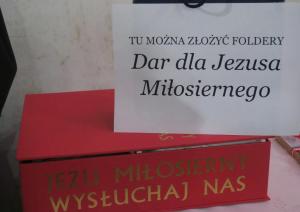 TU MOŻNA ZŁOŻYĆ FOLDERY
Dar dla Jezusa
Miłosiernego
JEZU MIŁOSIERNY
WYSŁUCHAJ NAS